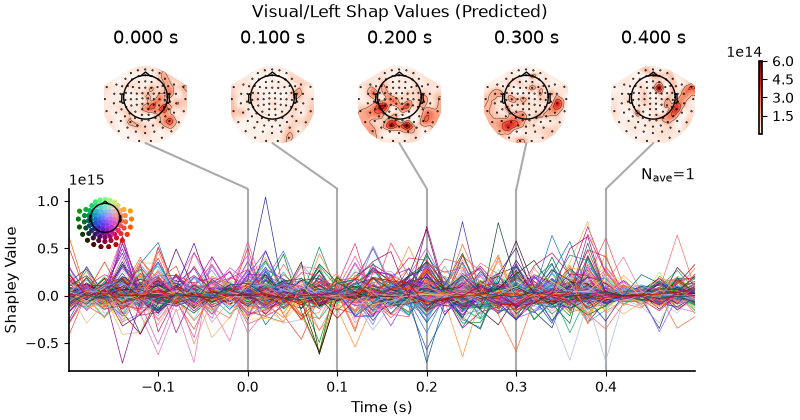 Visual/Left Shap Values (Predicted)
0.000 s 0.100 s 0.200 s 0.300 s 0.400 s
1e14
6.0
4.5
3.0
1.5
Nave=1
1e15
1.0
0.5
0.0
−0.5
Shapley Value
−0.1 0.0 0.1 0.2 0.3 0.4
Time (s)